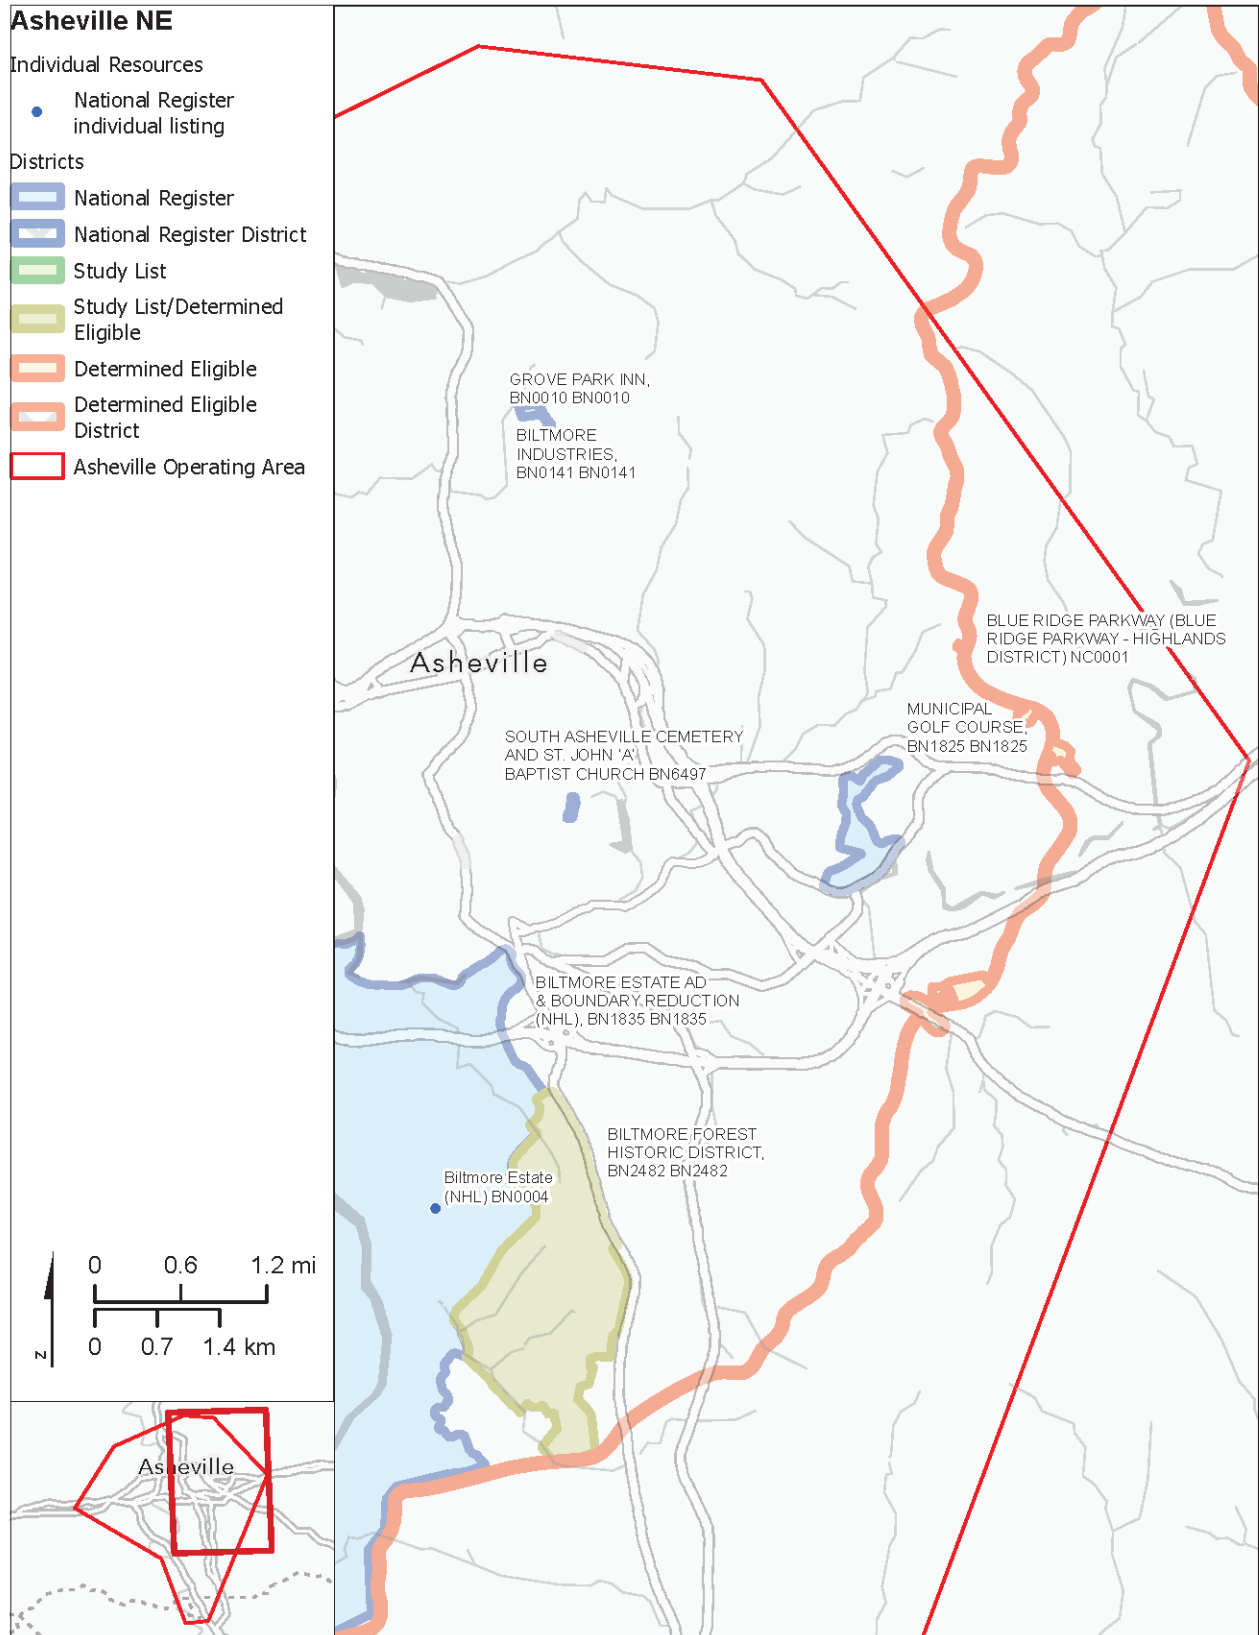 Asheville NE
Individual Resources
National Register
individual listing
Districts
National Register
National Register District
Study List
Study List/Determined
Eligible
Determined Eligible
Determined Eligible
District
Asheville Operating Area
GROVE PARK INN,
BN0010 BN0010
BILTMORE
INDUSTRIES,
BN0141 BN0141
BLUE RIDGE PARKWAY (BLUE
RIDGE PARKWAY - HIGHLANDS
DISTRICT) NC0001
Asheville
MUNICIPAL
GOLF COURSE,
BN1825 BN1825
SOUTH ASHEVILLE CEMETERY
AND ST. JOHN 'A'
BAPTIST CHURCH BN6497
BILTMORE ESTATE AD
& BOUNDARY REDUCTION
(NHL), BN1835 BN1835
BILTMORE FOREST
HISTORIC DISTRICT,
BN2482 BN2482
Biltmore Estate
(NHL) BN0004
0 0.6 1.2 mi
0 0.7 1.4 km
N
Asheville